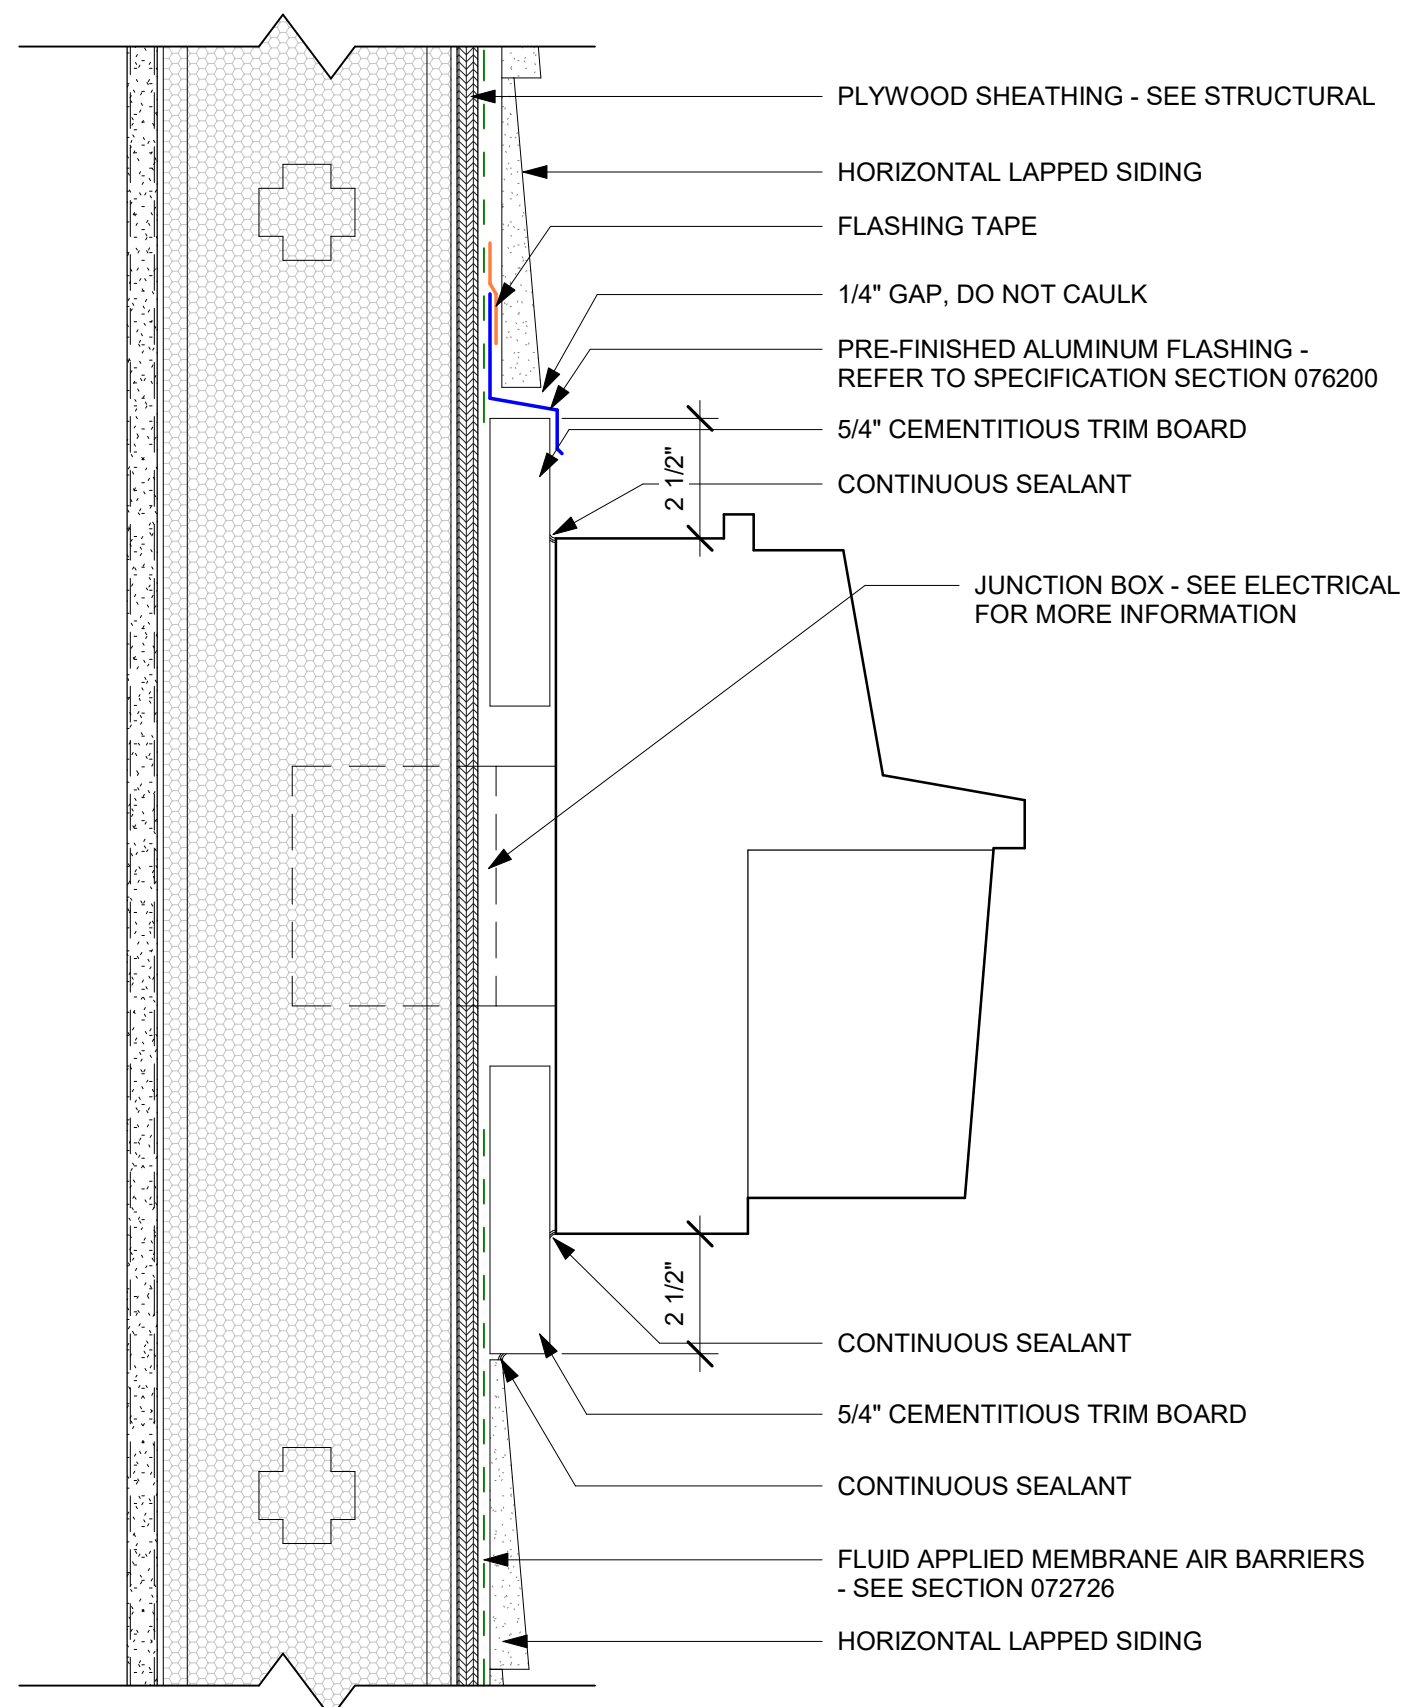 PLYWOOD SHEATHING - SEE STRUCTURAL
HORIZONTAL LAPPED SIDING
FLASHING TAPE
1/4" GAP, DO NOT CAULK
PRE-FINISHED ALUMINUM FLASHING -
REFER TO SPECIFICATION SECTION 076200
5/4" CEMENTITIOUS TRIM BOARD
2 1/2"
CONTINUOUS SEALANT
JUNCTION BOX - SEE ELECTRICAL
FOR MORE INFORMATION
2 1/2"
CONTINUOUS SEALANT
5/4" CEMENTITIOUS TRIM BOARD
CONTINUOUS SEALANT
FLUID APPLIED MEMBRANE AIR BARRIERS
- SEE SECTION 072726
HORIZONTAL LAPPED SIDING